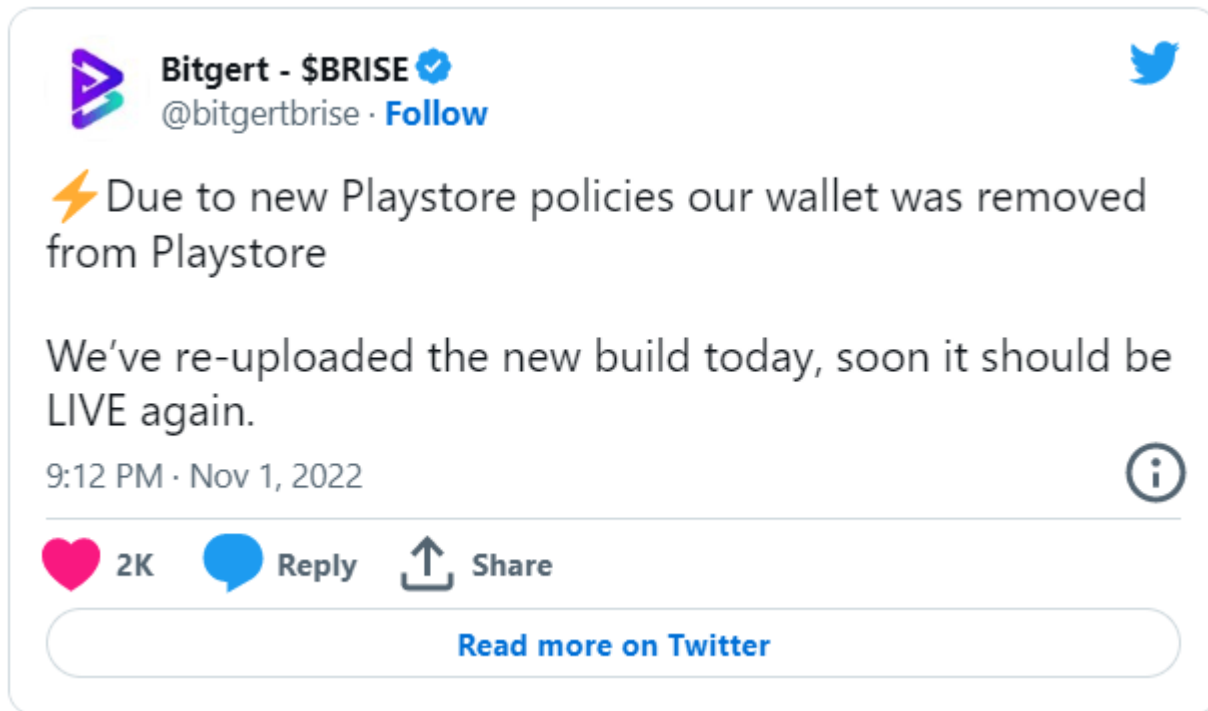 Bitgert - $BRISE
@bitgertbrise · Follow
⚡Due to new Playstore policies our wallet was removed
from Playstore
We’ve re-uploaded the new build today, soon it should be
LIVE again.
9:12 PM · Nov 1, 2022
2K Reply Share
Read more on Twitter